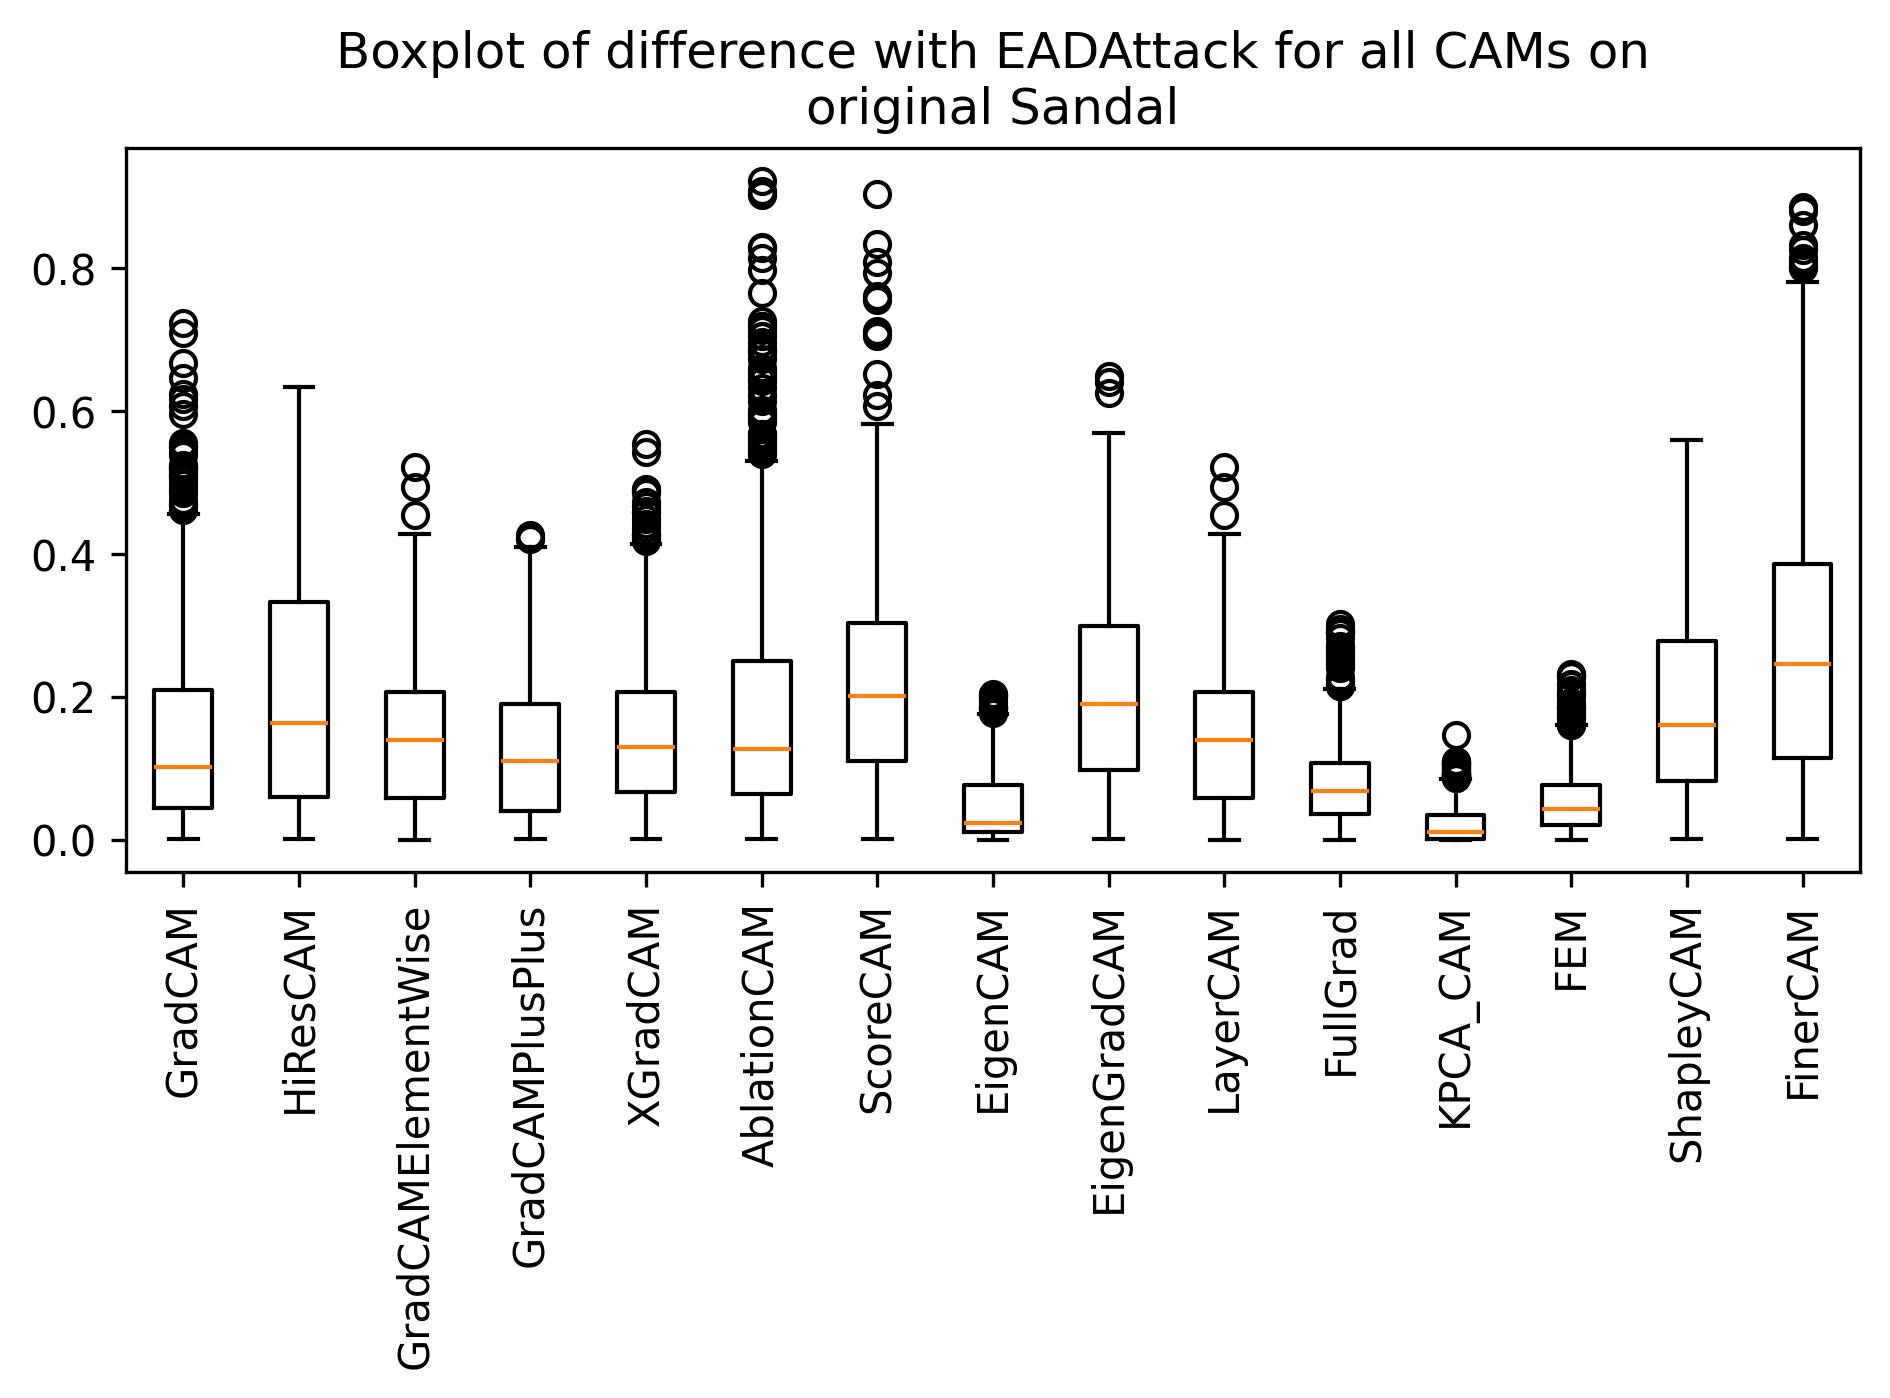 Boxplot of difference with EADAttack for all CAMs on
original Sandal
0.8
0.6
0.4
0.2
0.0
GradCAM
HiResCAM
GradCAMElementWise
GradCAMPlusPlus
XGradCAM
AblationCAM
ScoreCAM
EigenCAM
EigenGradCAM
LayerCAM
FullGrad
KPCA_CAM
FEM
ShapleyCAM
FinerCAM